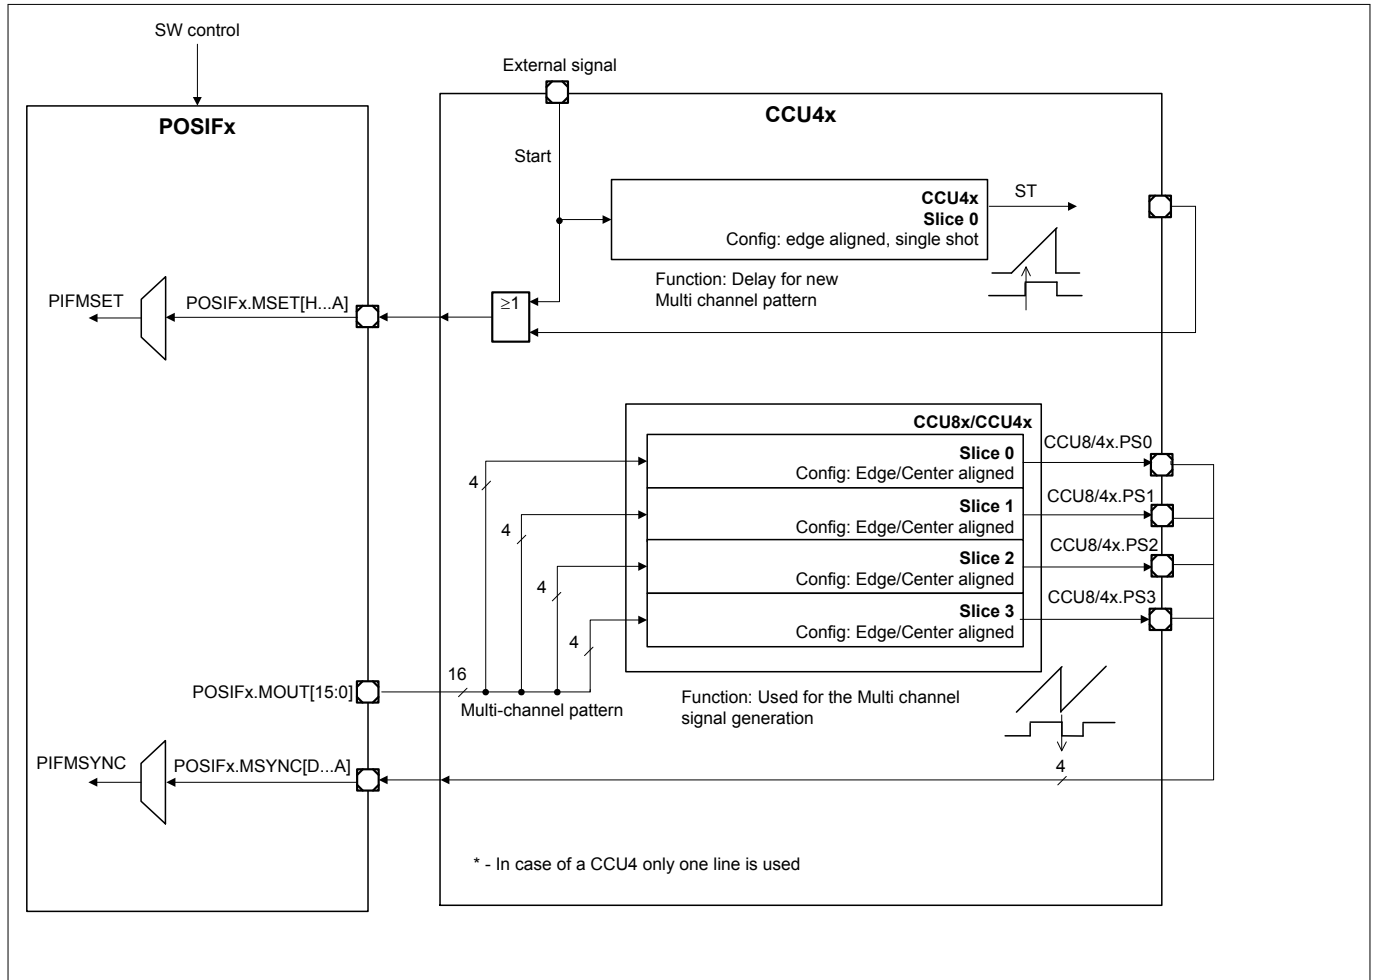 SW control
External signal
POSIFx
CCU4x
Start
CCU4x
Slice 0
Config: edge aligned, single shot
ST
Function: Delay for new
Multi channel pattern
PIFMSET
POSIFx.MSET[H...A]
≥1
CCU8x/CCU4x
Slice 0
Config: Edge/Center aligned
CCU8/4x.PS0
4
Slice 1
Config: Edge/Center aligned
CCU8/4x.PS1
4
Slice 2
Config: Edge/Center aligned
CCU8/4x.PS2
4
Slice 3
Config: Edge/Center aligned
CCU8/4x.PS3
4
16
POSIFx.MOUT[15:0]
Multi-channel pattern
Function: Used for the Multi channel
signal generation
PIFMSYNC
POSIFx.MSYNC[D...A]
4
* - In case of a CCU4 only one line is used